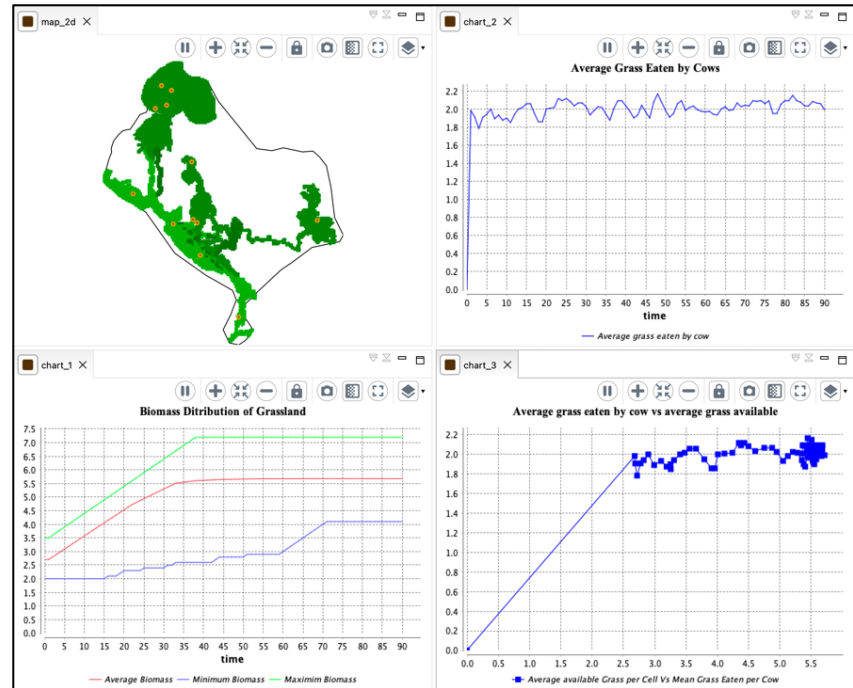 map_2d
chart_2
Average Grass Eaten by Cows
2.2
2.0
1.8
1.6
1.4
1.2
1.0
0.8
0.6
0.4
0.2
0.0
0 5 10 15 20 25 30 35 40 45 50 55 60 65 70 75 80 85 90
time
Average grass eaten by cow
chart_1
Biomass Ditribution of Grassland
7.5
7.0
6.5
6.0
5.5
5.0
4.5
4.0
3.5
3.0
2.5
2.0
1.5
1.0
0.5
0.0
0 5 10 15 20 25 30 35 40 45 50 55 60 65 70 75 80 85 90
time
Average Biomass Minimum Biomass Maximim Biomass
chart_3
Average grass eaten by cow vs average grass available
2.2
2.0
1.8
1.6
1.4
1.2
1.0
0.8
0.6
0.4
0.2
0.0
0.0 0.5 1.0 1.5 2.0 2.5 3.0 3.5 4.0 4.5 5.0 5.5
Average available Grass per Cell Vs Mean Grass Eaten per Cow